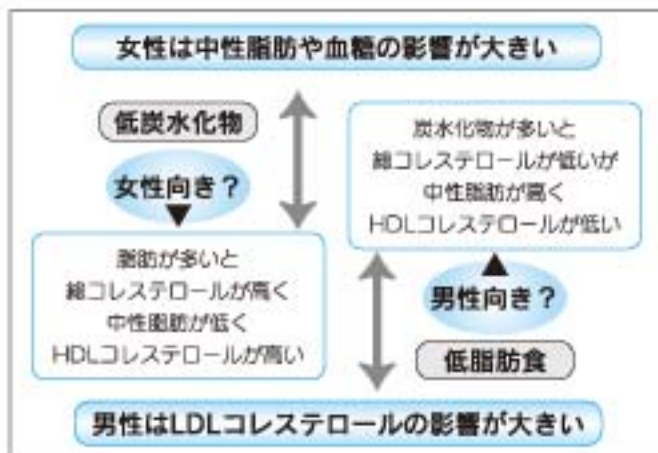 女性は中性脂肪や血糖の影響が大きい
低炭水化物
女性向き？
脂肪が多いと
総コレステロールが高く
中性脂肪が低く
HDLコレステロールが高い
炭水化物が多いと
総コレステロールが低いが
中性脂肪が高く
HDLコレステロールが低い
男性向き？
低脂肪食
男性はLDLコレステロールの影響が大きい